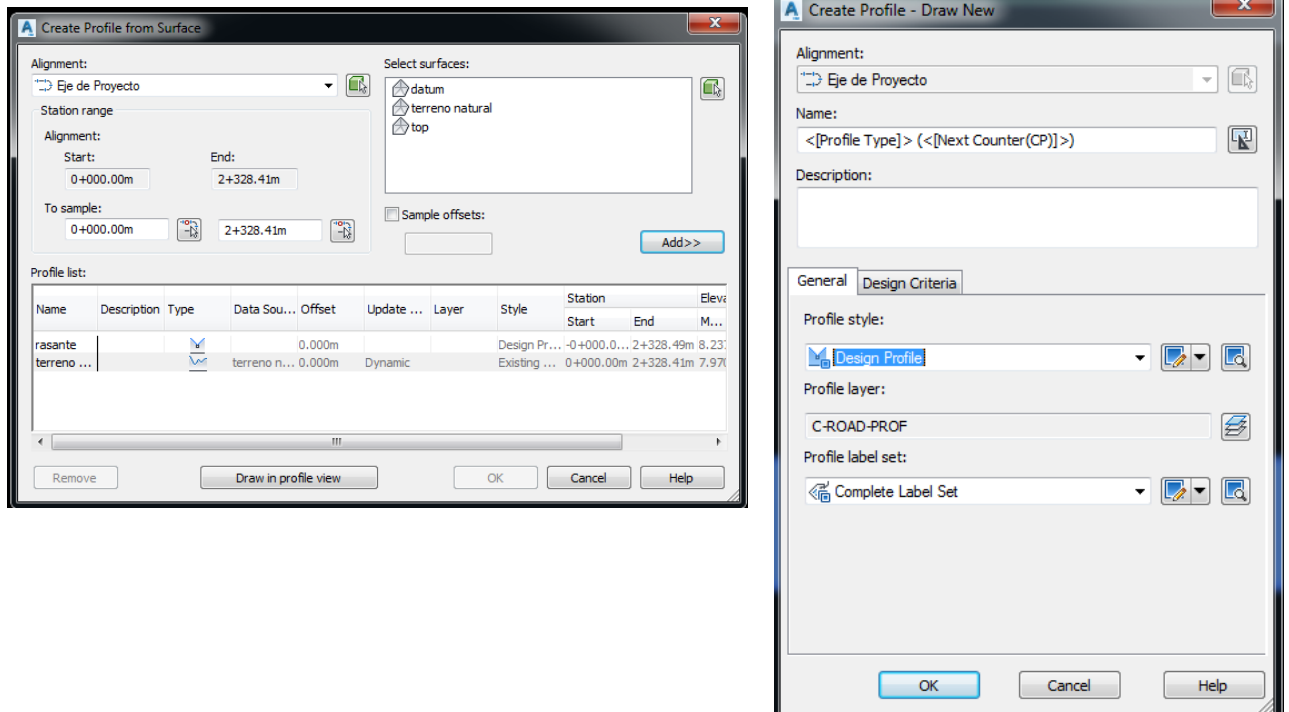 Create Profile from Surface
Alignment:
Eje de Proyecto
Station range
Alignment:
Start: End:
0+000.00m 2+328.41m
To sample:
0+000.00m 2+328.41m
Select surfaces:
datum
terreno natural
top
Sample offsets:
Add>>
Profile list:
Name Description Type Data Sou... Offset Update ... Layer Style Station Eleva
Start End M...
rasante 0.000m Design Pr... -0+000.0... 2+328.49m 8.237
terreno ... terreno n... 0.000m Dynamic Existing ... 0+000.00m 2+328.41m 7.970
Remove Draw in profile view OK Cancel Help
Create Profile - Draw New
Alignment:
Eje de Proyecto
Name:
<[Profile Type]> (<[Next Counter(CP)]>)
Description:
General Design Criteria
Profile style:
Design Profile
Profile layer:
C-ROAD-PROF
Profile label set:
Complete Label Set
OK Cancel Help